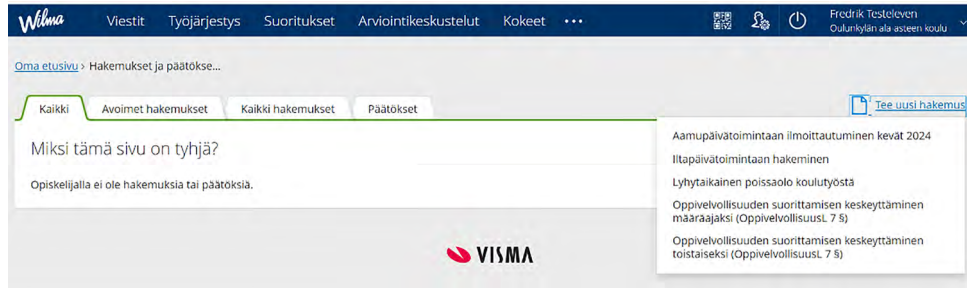 Wilma Viestit Työjärjestys Suoritukset Arviointikeskustelut Kokeet ••• Fredrik Testeleven
Oulunkylän ala-asteen koulu
Oma etusivu › Hakemukset ja päätökse...
Kaikki Avoimet hakemukset Kaikki hakemukset Päätökset Tee uusi hakemus
Miksi tämä sivu on tyhjä?
Opiskelijalla ei ole hakemuksia tai päätöksiä.
Aamupäivätoimintaan ilmoittautuminen kevät 2024
Iltapäivätoimintaan hakeminen
Lyhytaikainen poissaolo koulutyöstä
Oppivelvollisuuden suorittamisen keskeyttäminen
määräajaksi (OppivelvollisuusL 7 §)
Oppivelvollisuuden suorittamisen keskeyttäminen
toistaiseksi (OppivelvollisuusL 7 §)
VISMA